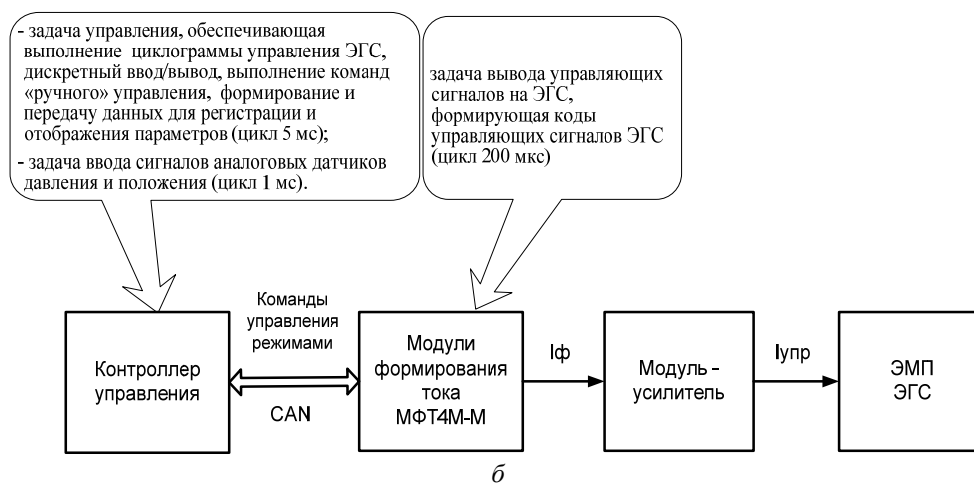 - задача управления, обеспечивающая
выполнение циклограммы управления ЭГС,
дискретный ввод/вывод, выполнение команд
«ручного» управления, формирование и
передачу данных для регистрации и
отображения параметров (цикл 5 мс);
- задача ввода сигналов аналоговых датчиков
давления и положения (цикл 1 мс).
задача вывода управляющих
сигналов на ЭГС,
формирующая коды
управляющих сигналов ЭГС
(цикл 200 мкс)
Контроллер
управления
Команды
управления
режимами
CAN
Модули
формирования
тока
МФТ4М-М
Iф
Модуль –
усилитель
Iупр
ЭМП
ЭГС
б